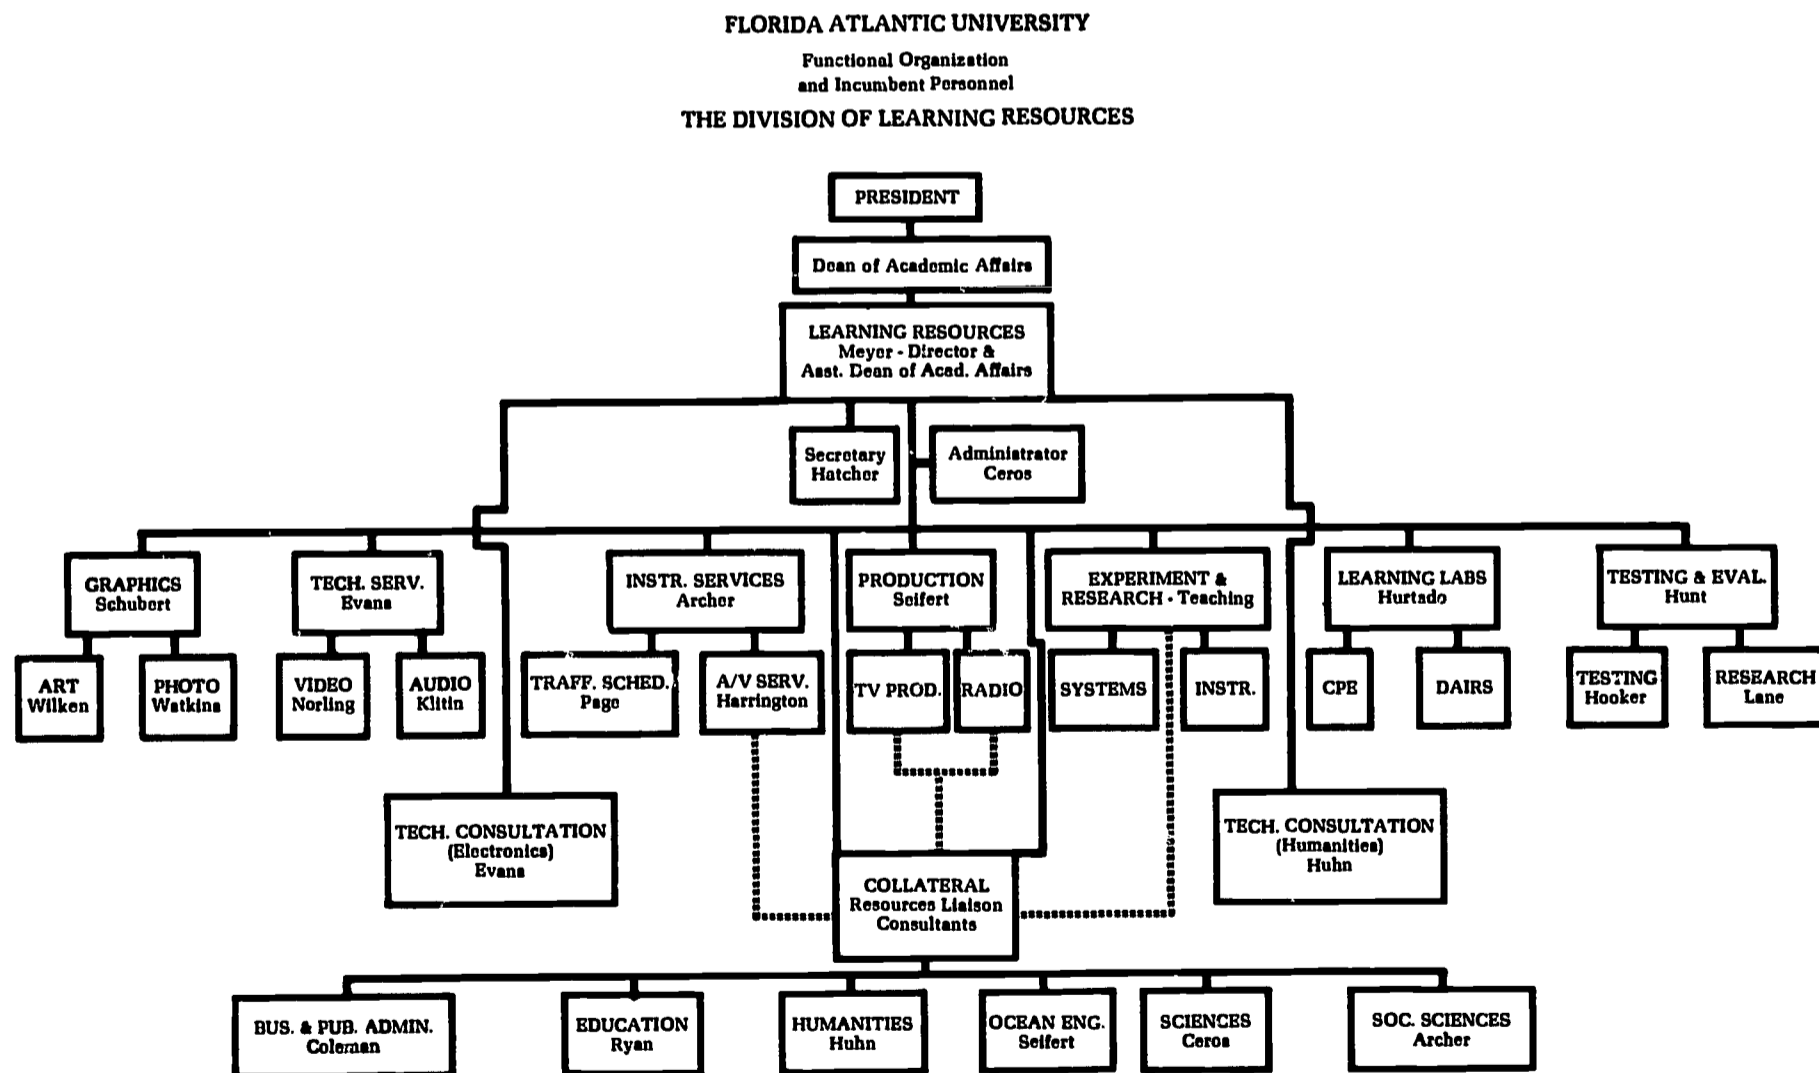 FLORIDA ATLANTIC UNIVERSITY
Functional Organization
and Incumbent Personnel
THE DIVISION OF LEARNING RESOURCES
PRESIDENT
Dean of Academic Affairs
LEARNING RESOURCES
Meyer - Director &
Asst. Dean of Acad. Affairs
Secretary
Hatcher
Administrator
Ceros
GRAPHICS
Schubert
TECH. SERV.
Evans
INSTR. SERVICES
Archer
PRODUCTION
Seifert
EXPERIMENT &
RESEARCH - Teaching
LEARNING LABS
Hurtado
TESTING & EVAL.
Hunt
ART
Wilken
PHOTO
Watkins
VIDEO
Norling
AUDIO
Klitin
TRAFF. SCHED.
Page
A/V SERV.
Harrington
TV PROD.
RADIO
SYSTEMS
INSTR.
CPE
DAIRS
TESTING
Hooker
RESEARCH
Lane
TECH. CONSULTATION
(Electronics)
Evans
TECH. CONSULTATION
(Humanities)
Huhn
COLLATERAL
Resources Liaison
Consultants
BUS. & PUB. ADMIN.
Coleman
EDUCATION
Ryan
HUMANITIES
Huhn
OCEAN ENG.
Seifert
SCIENCES
Ceros
SOC. SCIENCES
Archer